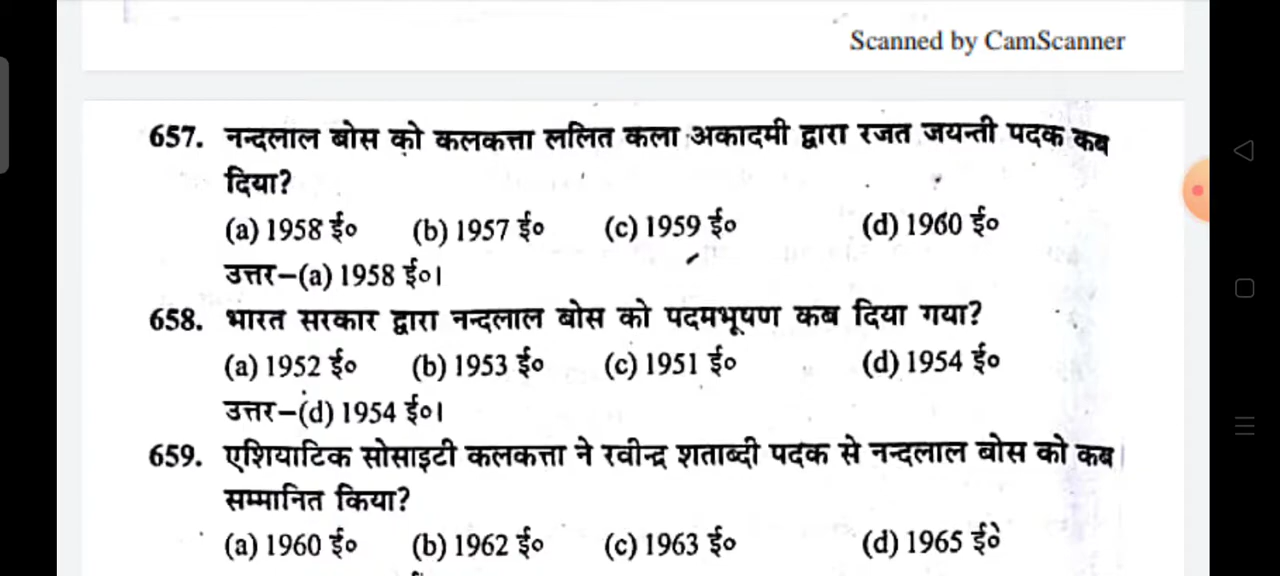 Scanned by CamScanner
657. नन्दलाल बोस को कलकत्ता ललित कला अकादमी द्वारा रजत जयन्ती पदक कब
दिया?
(a) 1958 ई० (b) 1957 ई० (c) 1959 ई० (d) 1960 ई०
उत्तर–(a) 1958 ई०।
658. भारत सरकार द्वारा नन्दलाल बोस को पदमभूषण कब दिया गया?
(a) 1952 ई० (b) 1953 ई० (c) 1951 ई० (d) 1954 ई०
उत्तर–(d) 1954 ई०।
659. एशियाटिक सोसाइटी कलकत्ता ने रवीन्द्र शताब्दी पदक से नन्दलाल बोस को कब
सम्मानित किया?
(a) 1960 ई० (b) 1962 ई० (c) 1963 ई० (d) 1965 ई०